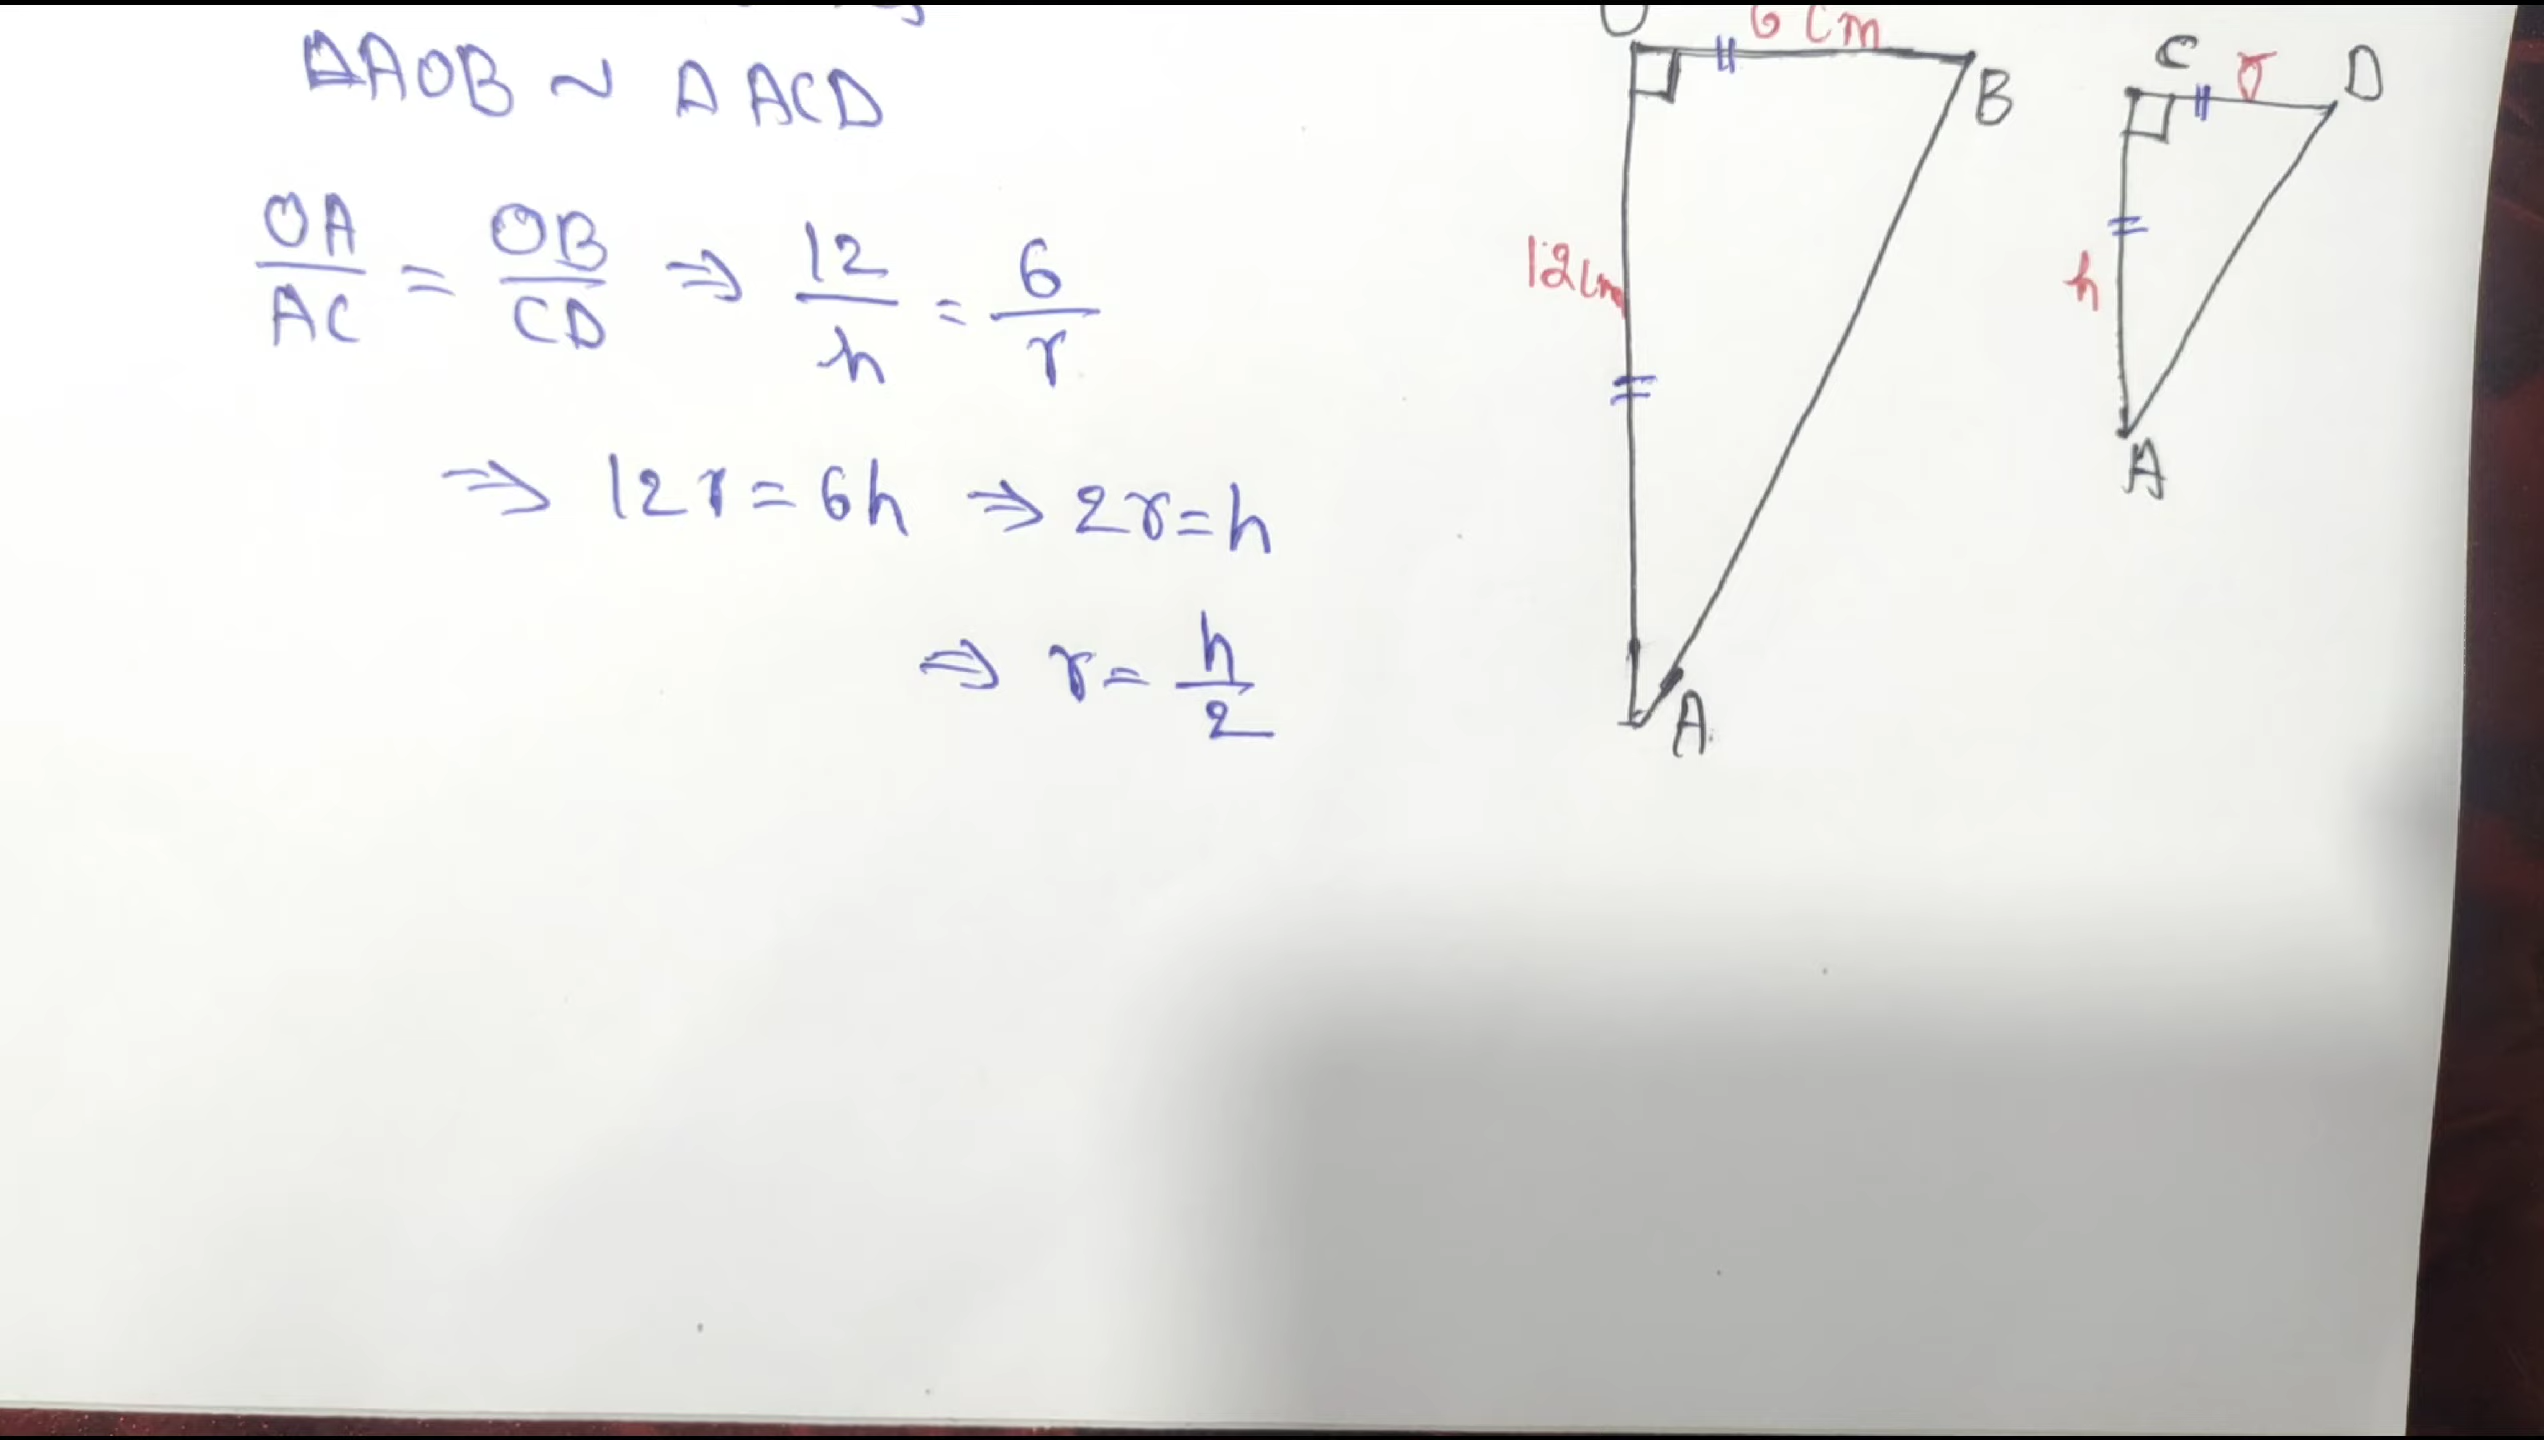 ΔAOB ~ ΔACD
OA/AC = OB/CD ⇒ 12/h = 6/r
⇒ 12r = 6h ⇒ 2r = h
⇒ r = h/2
6 cm
B
12cm
A
C r D
h
A